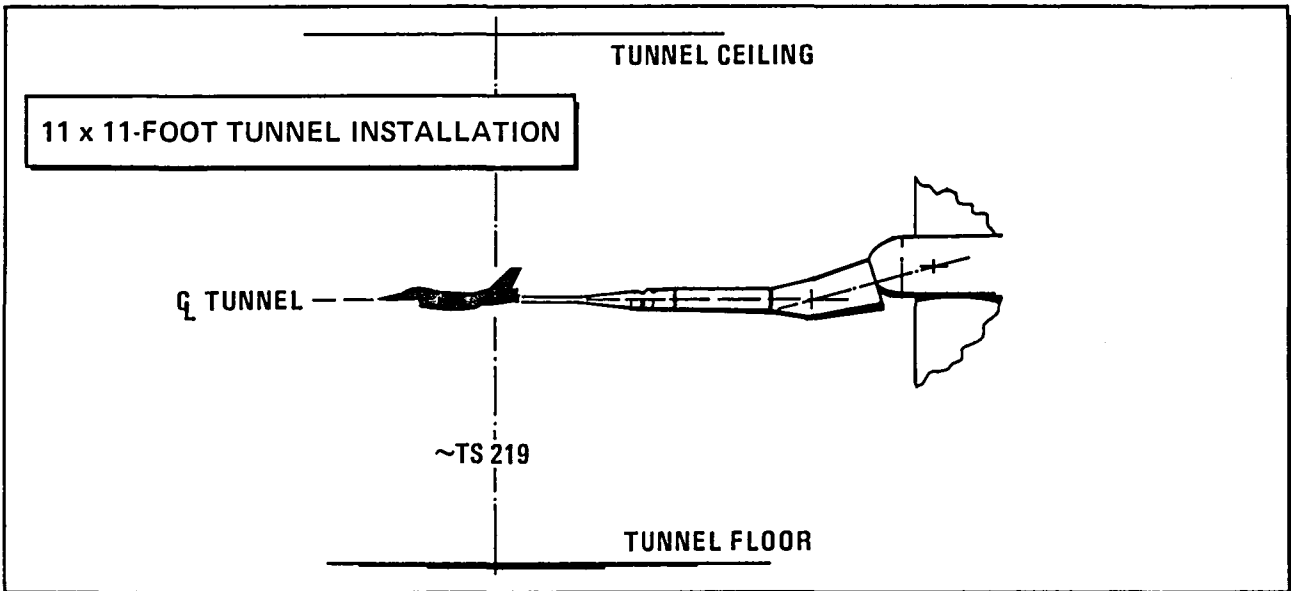 TUNNEL CEILING
11 x 11-FOOT TUNNEL INSTALLATION
℄ TUNNEL
~TS 219
TUNNEL FLOOR